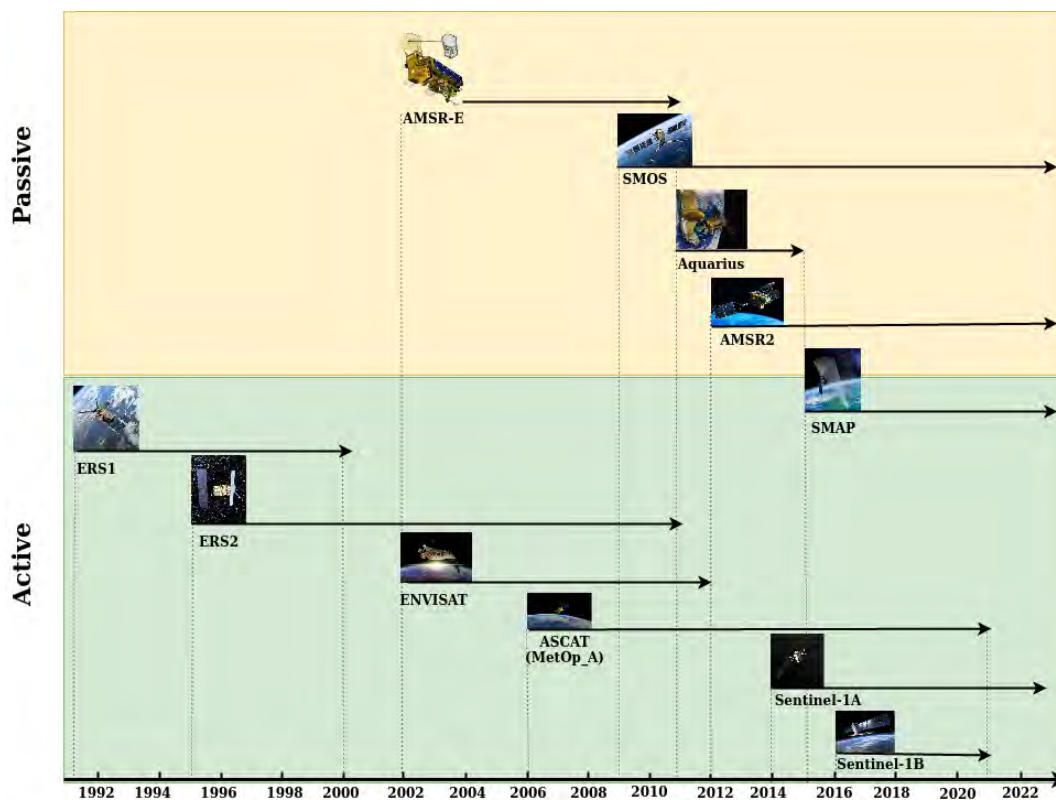 Passive
AMSR-E
SMOS
Aquarius
AMSR2
SMAP
Active
ERS1
ERS2
ENVISAT
ASCAT
(MetOp_A)
Sentinel-1A
Sentinel-1B
1992 1994 1996 1998 2000 2002 2004 2006 2008 2010 2012 2014 2016 2018 2020 2022